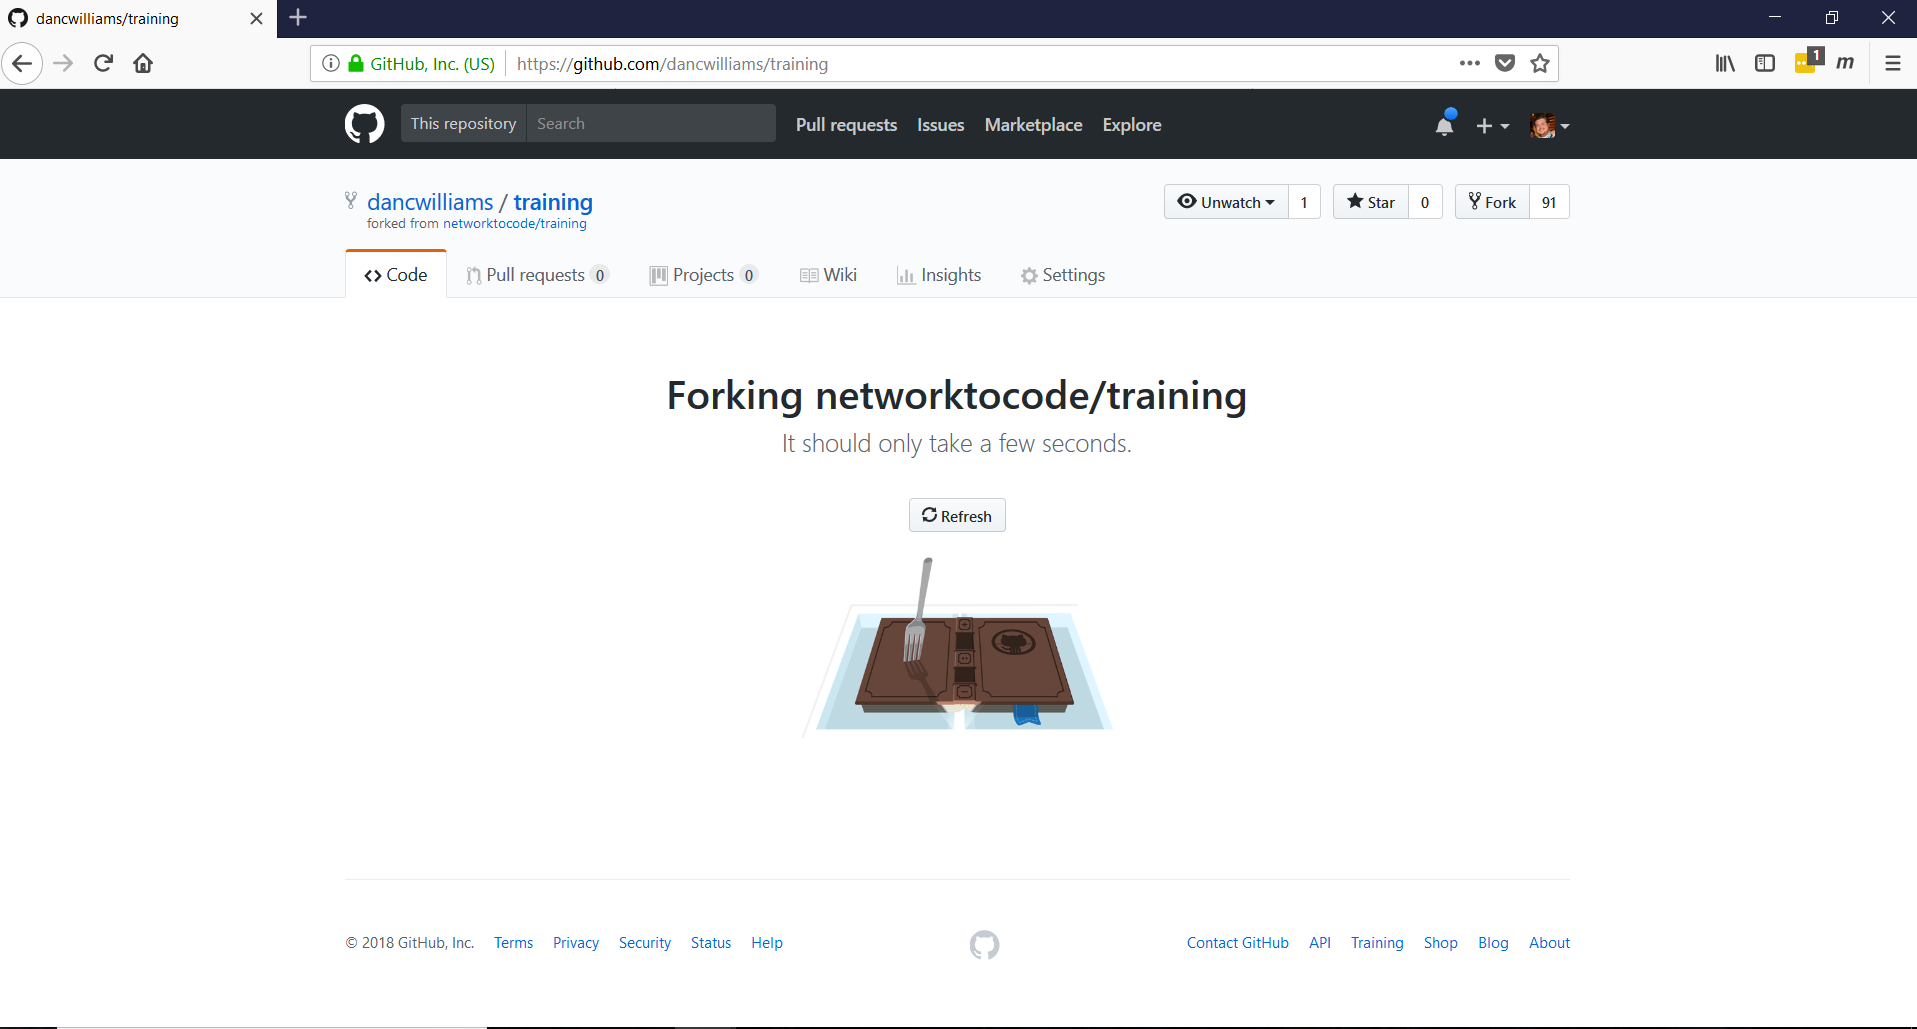 dancwilliams/training
GitHub, Inc. (US) https://github.com/dancwilliams/training
1
m
This repository Search Pull requests Issues Marketplace Explore
dancwilliams / training
forked from networktocode/training
Unwatch 1 Star 0 Fork 91
Code Pull requests 0 Projects 0 Wiki Insights Settings
Forking networktocode/training
It should only take a few seconds.
Refresh
© 2018 GitHub, Inc. Terms Privacy Security Status Help
Contact GitHub API Training Shop Blog About